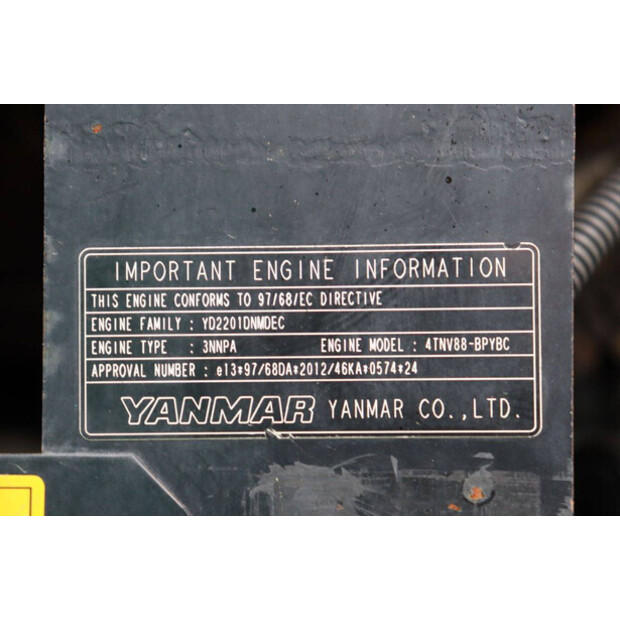 IMPORTANT ENGINE INFORMATION
THIS ENGINE CONFORMS TO 97/68/EC DIRECTIVE
ENGINE FAMILY : YD2201DNMDEC
ENGINE TYPE : 3NNPA ENGINE MODEL : 4TNV88-BPYBC
APPROVAL NUMBER : e13*97/68DA*2012/46KA*0574*24
YANMAR YANMAR CO.,LTD.